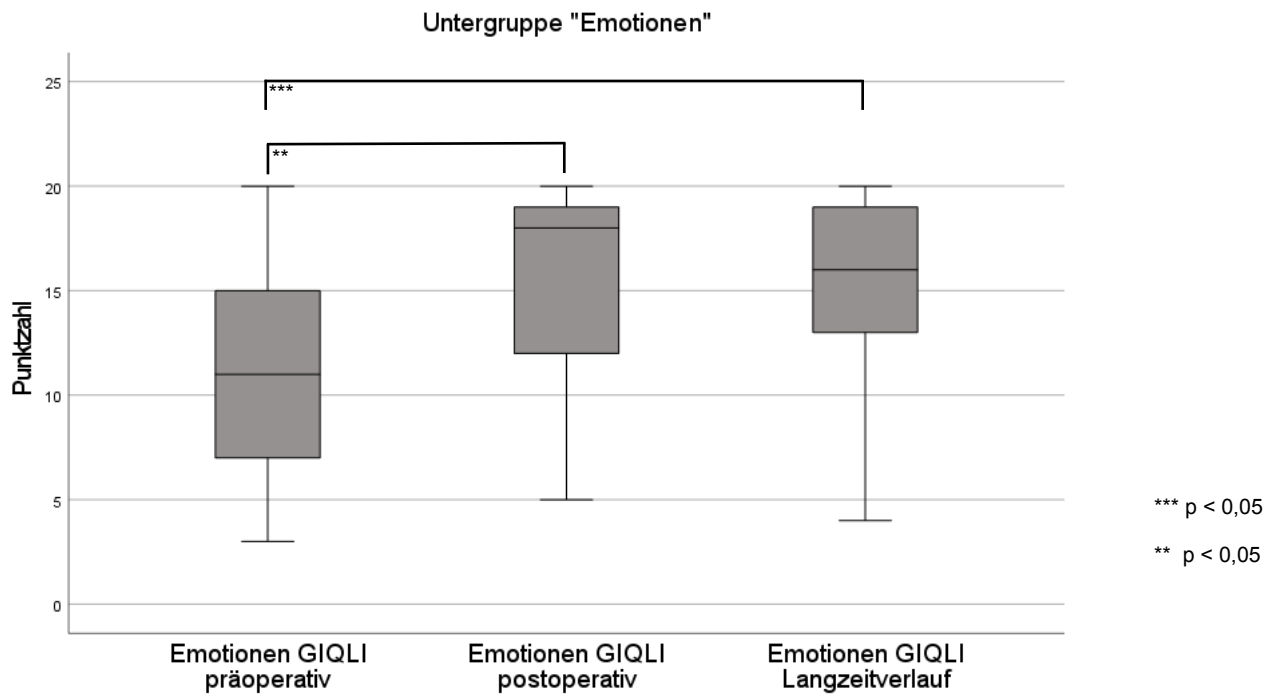 Untergruppe "Emotionen"
25
***
**
20
15
10
5
0
Punktzahl
Emotionen GIQLI
präoperativ
Emotionen GIQLI
postoperativ
Emotionen GIQLI
Langzeitverlauf
*** p < 0,05
** p < 0,05